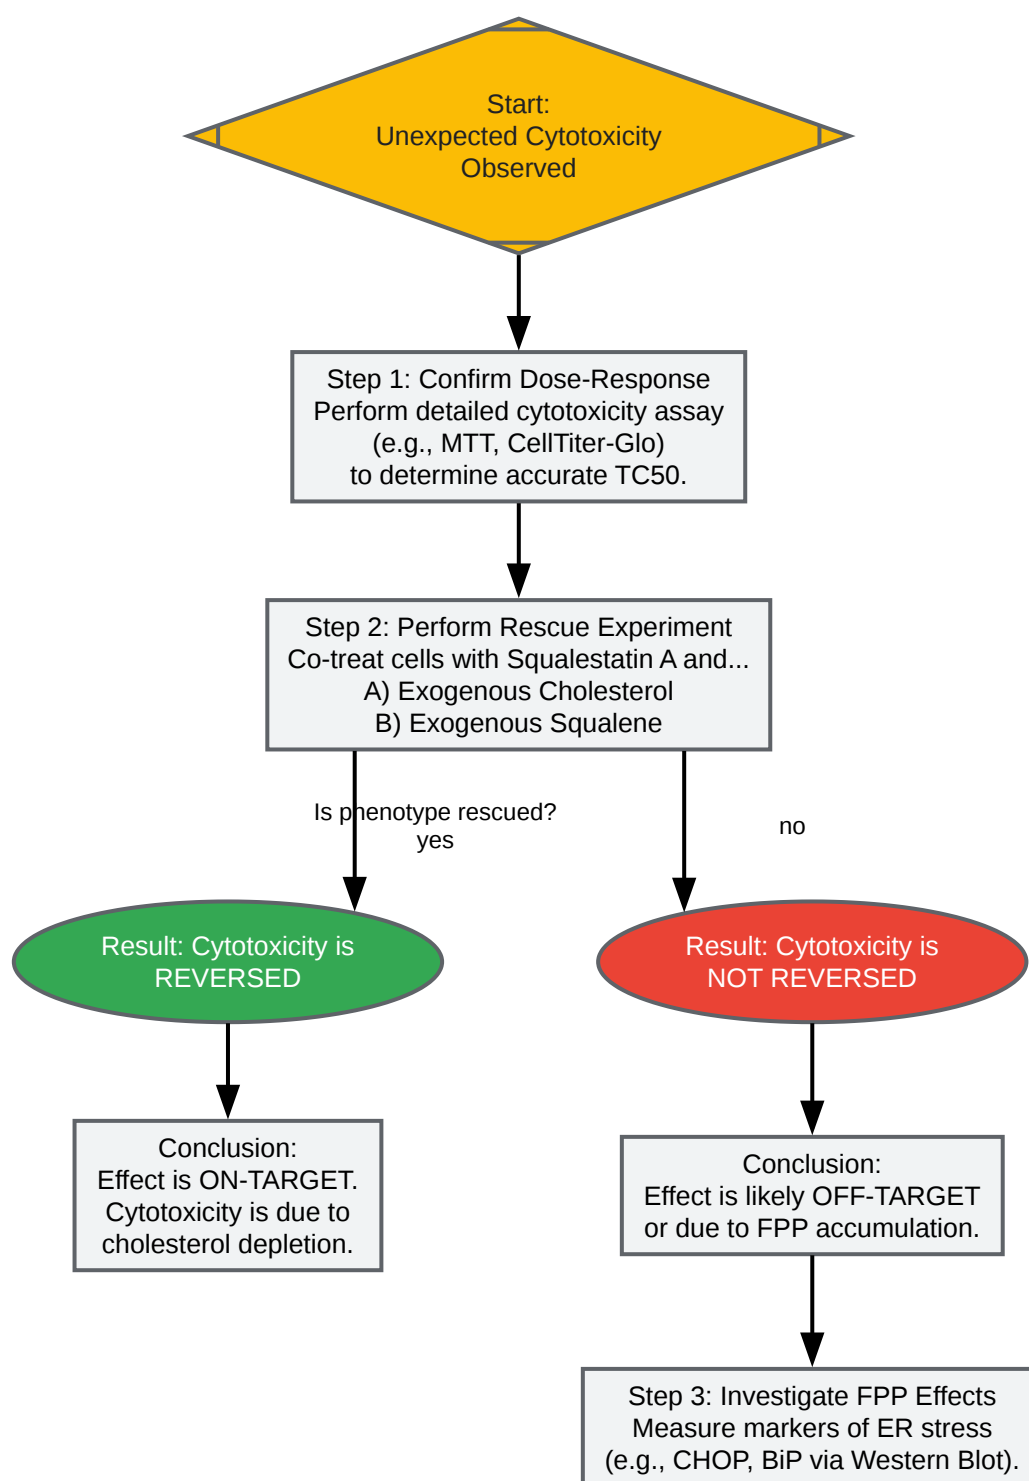 Start:
Unexpected Cytotoxicity
Observed
Step 1: Confirm Dose-Response
Perform detailed cytotoxicity assay
(e.g., MTT, CellTiter-Glo)
to determine accurate TC50.
Step 2: Perform Rescue Experiment
Co-treat cells with Squalestatin A and...
A) Exogenous Cholesterol
B) Exogenous Squalene
Is phenotype rescued?
yes
no
Result: Cytotoxicity is
REVERSED
Result: Cytotoxicity is
NOT REVERSED
Conclusion:
Effect is ON-TARGET.
Cytotoxicity is due to
cholesterol depletion.
Conclusion:
Effect is likely OFF-TARGET
or due to FPP accumulation.
Step 3: Investigate FPP Effects
Measure markers of ER stress
(e.g., CHOP, BiP via Western Blot).